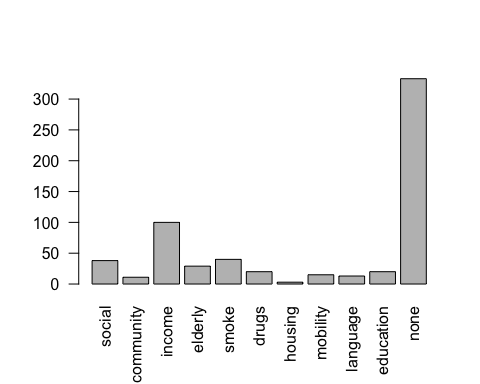 300
250
200
150
100
50
0
social
community
income
elderly
smoke
drugs
housing
mobility
language
education
none